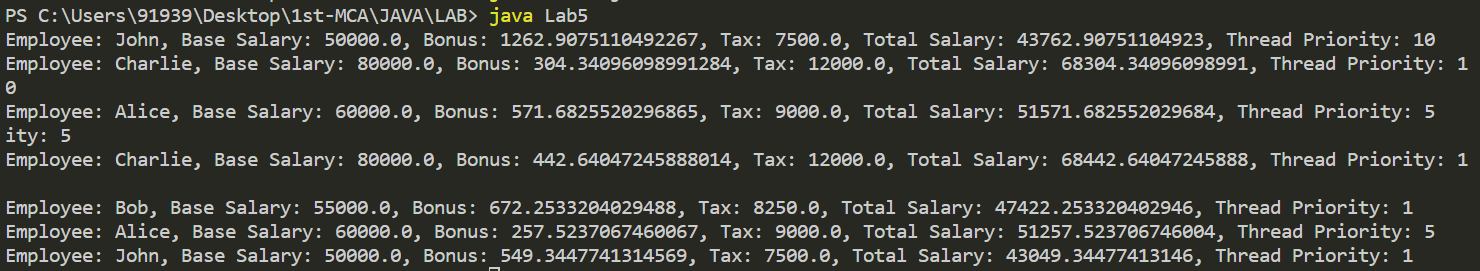 PS C:\Users\91939\Desktop\1st-MCA\JAVA\LAB> java Lab5
Employee: John, Base Salary: 50000.0, Bonus: 1262.9075110492267, Tax: 7500.0, Total Salary: 43762.90751104923, Thread Priority: 10
Employee: Charlie, Base Salary: 80000.0, Bonus: 304.34096098991284, Tax: 12000.0, Total Salary: 68304.34096098991, Thread Priority: 1
0
Employee: Alice, Base Salary: 60000.0, Bonus: 571.6825520296865, Tax: 9000.0, Total Salary: 51571.682552029684, Thread Priority: 5
ity: 5
Employee: Charlie, Base Salary: 80000.0, Bonus: 442.64047245888014, Tax: 12000.0, Total Salary: 68442.64047245888, Thread Priority: 1
Employee: Bob, Base Salary: 55000.0, Bonus: 672.2533204029488, Tax: 8250.0, Total Salary: 47422.253320402946, Thread Priority: 1
Employee: Alice, Base Salary: 60000.0, Bonus: 257.5237067460067, Tax: 9000.0, Total Salary: 51257.523706746004, Thread Priority: 5
Employee: John, Base Salary: 50000.0, Bonus: 549.3447741314569, Tax: 7500.0, Total Salary: 43049.34477413146, Thread Priority: 1